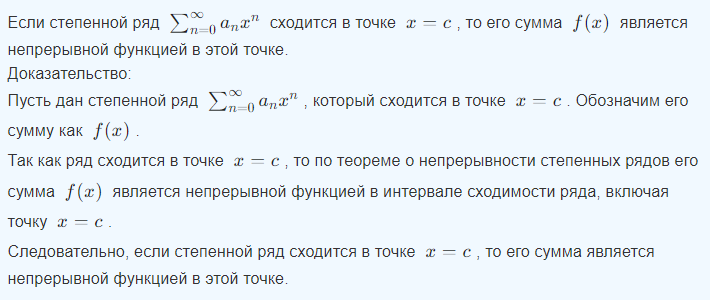 Если степенной ряд $\sum_{n=0}^{\infty} a_n x^n$ сходится в точке $x = c$ , то его сумма $f(x)$ является
непрерывной функцией в этой точке.
Доказательство:
Пусть дан степенной ряд $\sum_{n=0}^{\infty} a_n x^n$ , который сходится в точке $x = c$ . Обозначим его
сумму как $f(x)$ .
Так как ряд сходится в точке $x = c$ , то по теореме о непрерывности степенных рядов его
сумма $f(x)$ является непрерывной функцией в интервале сходимости ряда, включая
точку $x = c$ .
Следовательно, если степенной ряд сходится в точке $x = c$ , то его сумма является
непрерывной функцией в этой точке.